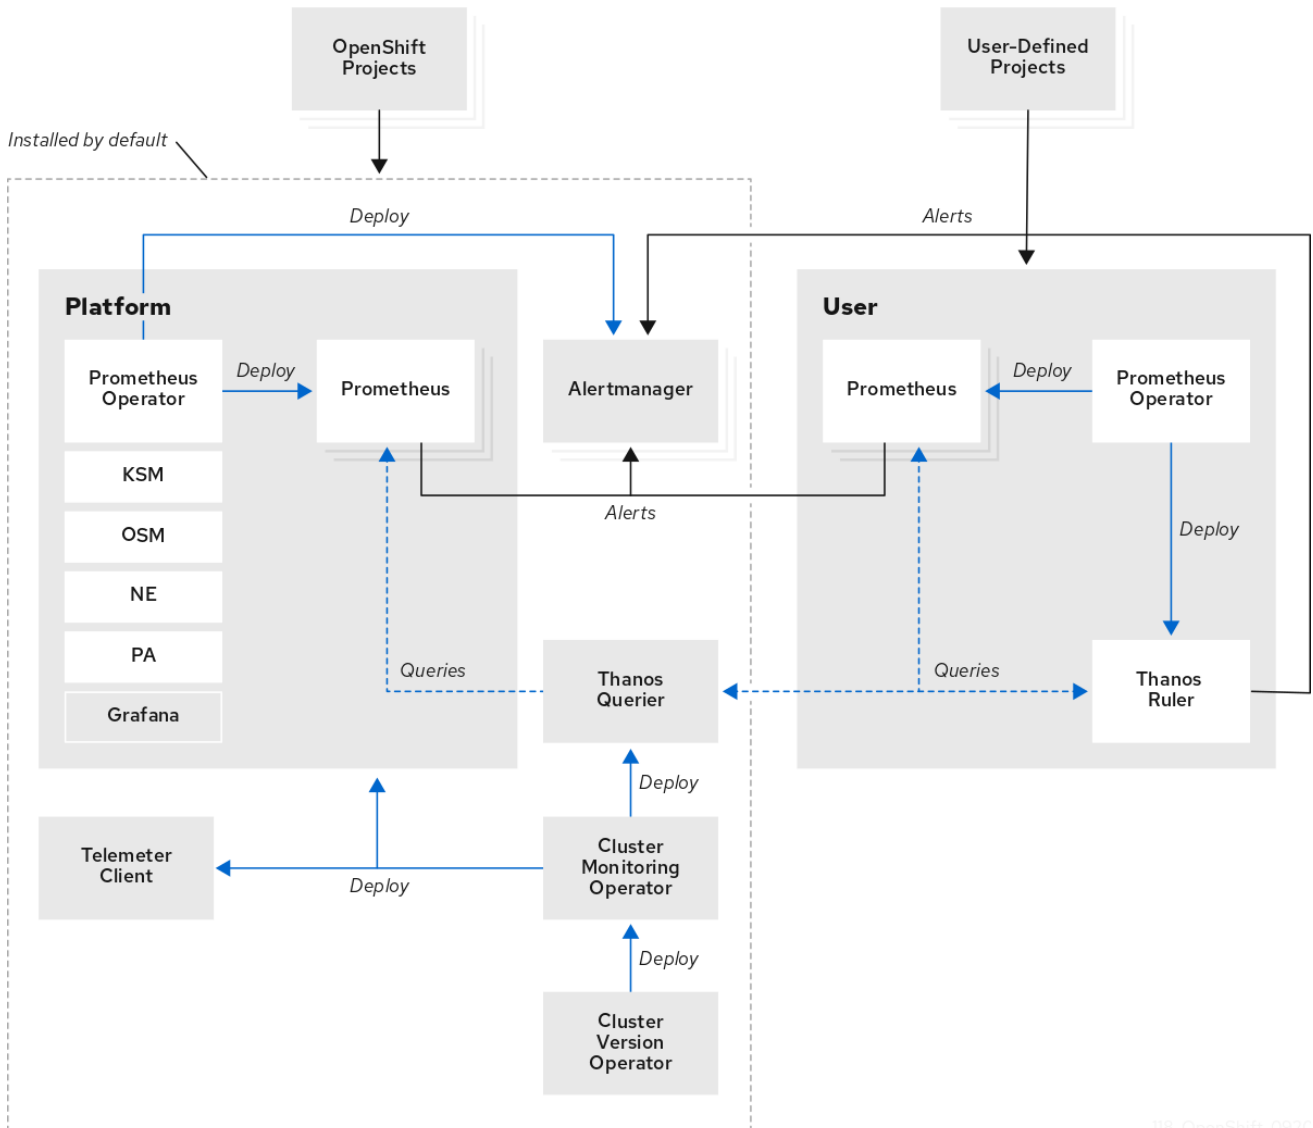 OpenShift
Projects
User-Defined
Projects
Installed by default
Deploy
Alerts
Platform
User
Prometheus
Operator
Deploy
Prometheus
Alertmanager
Prometheus
Deploy
Prometheus
Operator
KSM
OSM
NE
PA
Grafana
Alerts
Deploy
Queries
Thanos
Querier
Queries
Thanos
Ruler
Deploy
Telemeter
Client
Deploy
Cluster
Monitoring
Operator
Deploy
Cluster
Version
Operator
118_OpenShift_0920